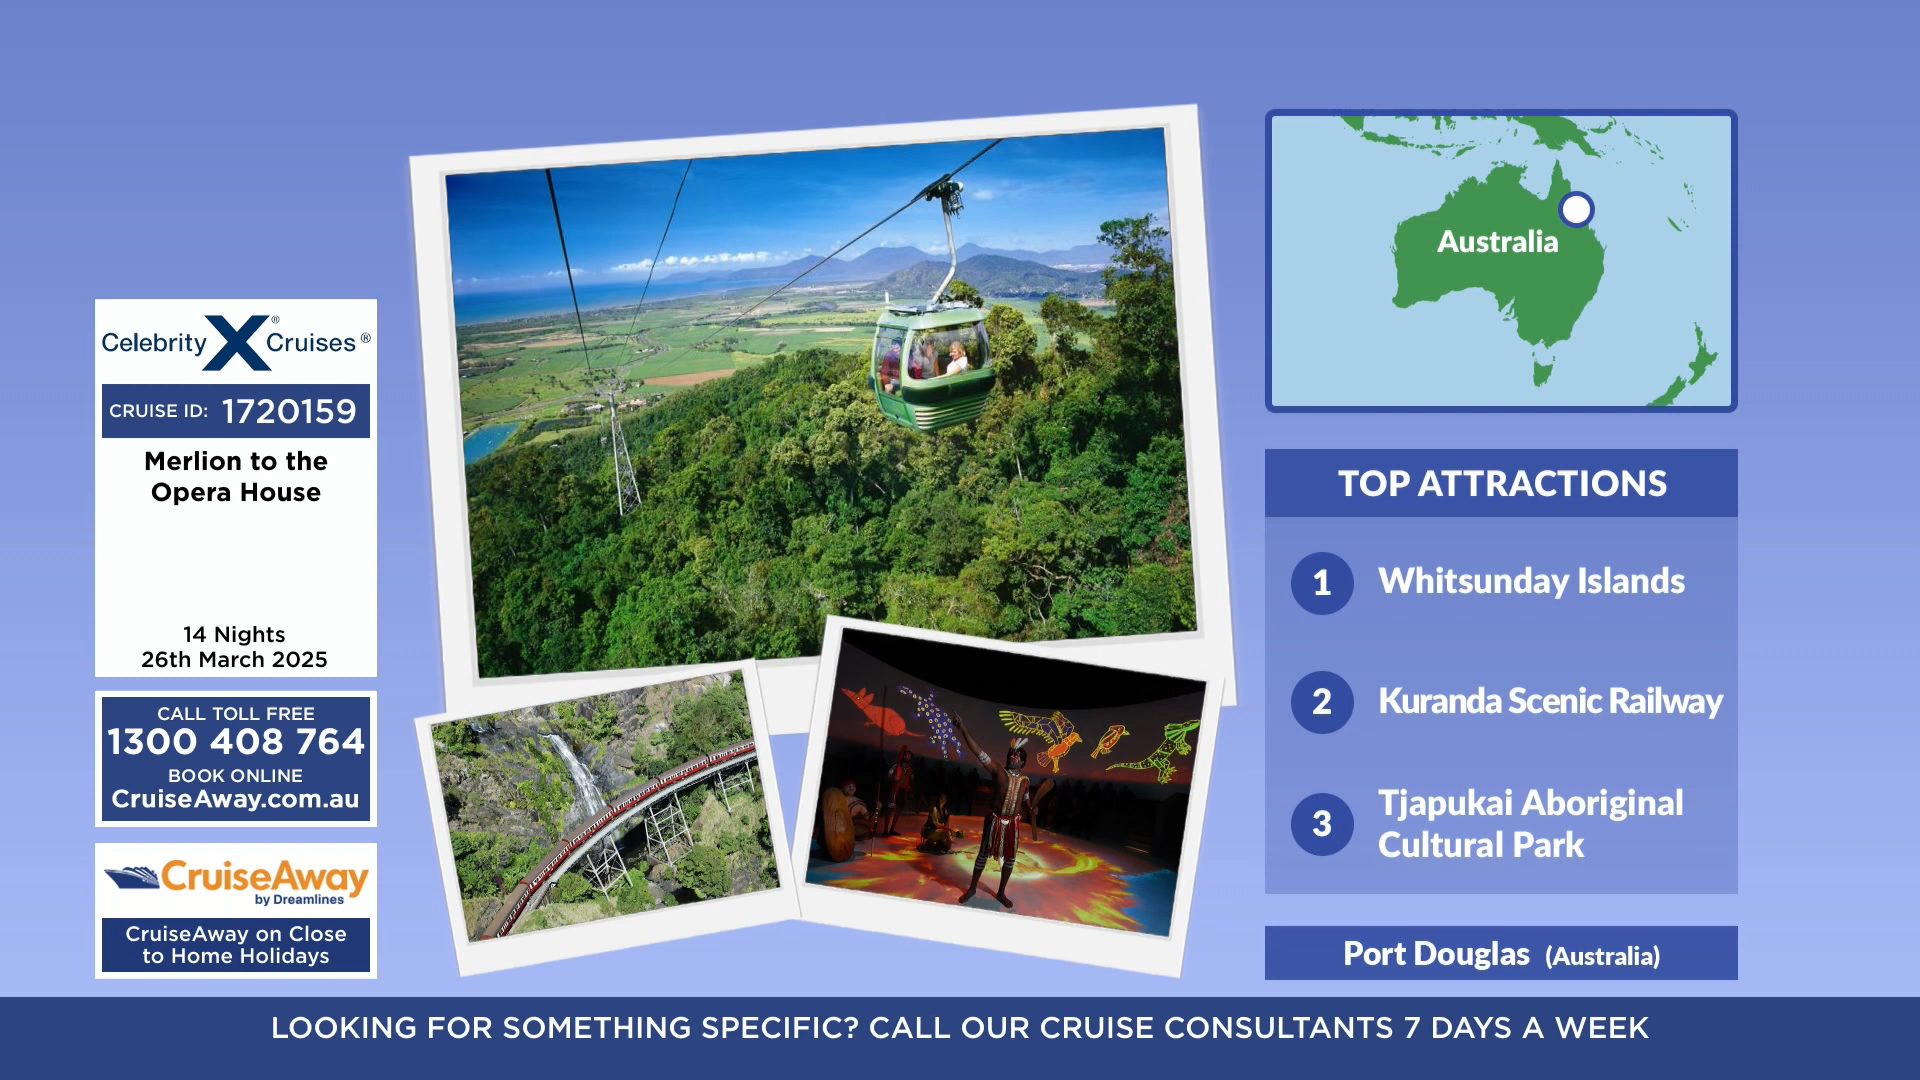 Celebrity X® Cruises®
CRUISE ID: 1720159
Merlion to the
Opera House
14 Nights
26th March 2025
CALL TOLL FREE
1300 408 764
BOOK ONLINE
CruiseAway.com.au
CruiseAway
by Dreamlines
CruiseAway on Close
to Home Holidays
Australia
TOP ATTRACTIONS
1 Whitsunday Islands
2 Kuranda Scenic Railway
3 Tjapukai Aboriginal
Cultural Park
Port Douglas (Australia)
LOOKING FOR SOMETHING SPECIFIC? CALL OUR CRUISE CONSULTANTS 7 DAYS A WEEK